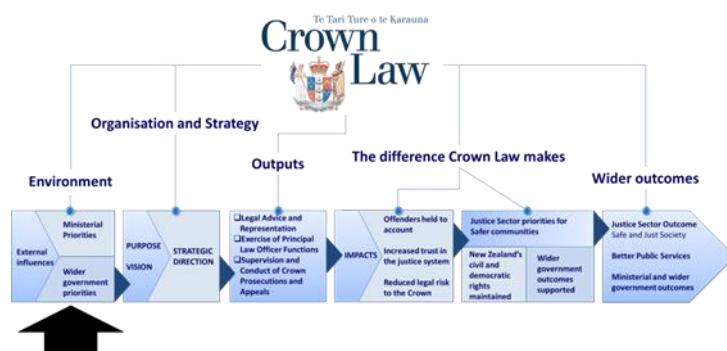 Te Tari Ture o te Karauna
Crown
Law
Organisation and Strategy
Outputs
The difference Crown Law makes
Environment
Wider outcomes
External
influences
Ministerial
Priorities
Wider
government
priorities
PURPOSE
VISION
STRATEGIC
DIRECTION
❑Legal Advice and
Representation
❑Exercise of Principal
Law Officer Functions
❑Supervision and
Conduct of Crown
Prosecutions and
Appeals
IMPACTS
Offenders held to
account
Increased trust in
the justice system
Reduced legal risk
to the Crown
Justice Sector priorities for
Safer communities
New Zealand's
civil and
democratic
rights
maintained
Wider
government
outcomes
supported
Justice Sector Outcome
Safe and Just Society
Better Public Services
Ministerial and wider
government outcomes